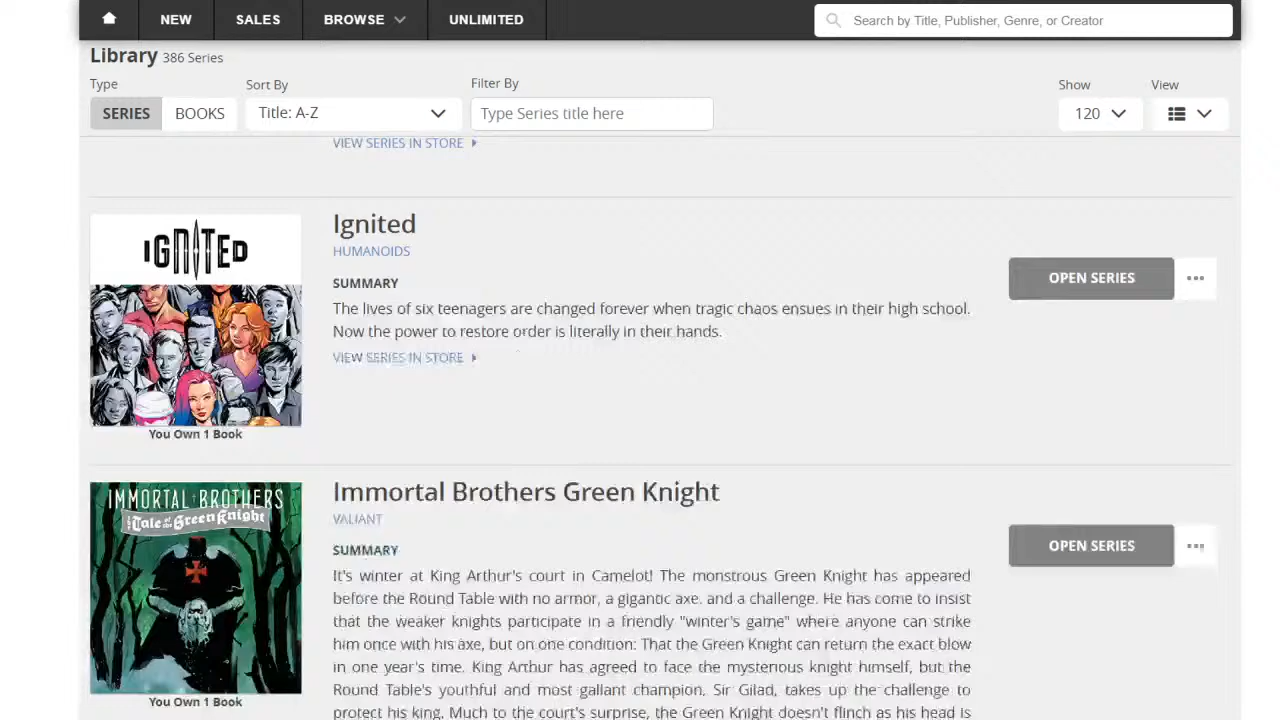 NEW SALES BROWSE UNLIMITED Search by Title, Publisher, Genre, or Creator
Library 386 Series
Type Sort By Filter By Show View
SERIES BOOKS Title: A-Z Type Series title here 120
VIEW SERIES IN STORE
IGNITED
You Own 1 Book
Ignited
HUMANOIDS
SUMMARY
The lives of six teenagers are changed forever when tragic chaos ensues in their high school.
Now the power to restore order is literally in their hands.
VIEW SERIES IN STORE
OPEN SERIES
IMMORTAL BROTHERS
The Tale of the Green Knight
You Own 1 Book
Immortal Brothers Green Knight
VALIANT
SUMMARY
It's winter at King Arthur's court in Camelot! The monstrous Green Knight has appeared
before the Round Table with no armor, a gigantic axe, and a challenge. He has come to insist
that the weaker knights participate in a friendly "winter's game" where anyone can strike
him once with his axe, but on one condition: That the Green Knight can return the exact blow
in one year's time. King Arthur has agreed to face the mysterious knight himself, but the
Round Table's youthful and most gallant champion, Sir Gilad, takes up the challenge to
protect his king. Much to the court's surprise, the Green Knight doesn't flinch as his head is
OPEN SERIES